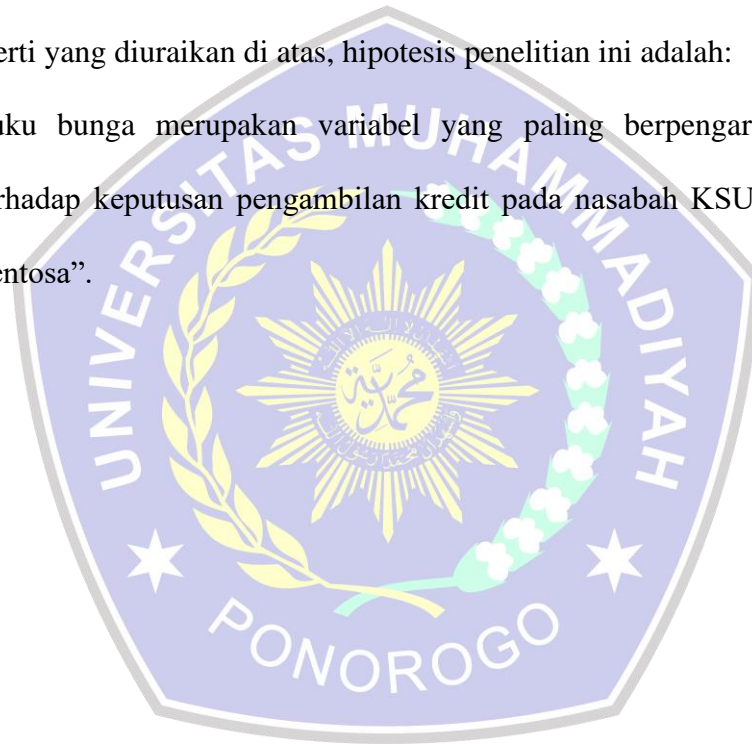 erti yang diuraikan di atas, hipotesis penelitian ini adalah:
uku bunga merupakan variabel yang paling berpengar
rhadap keputusan pengambilan kredit pada nasabah KSU
entosa”.
UNIVERSITAS MUHAMMADIYAH
PONOROGO
محمدية